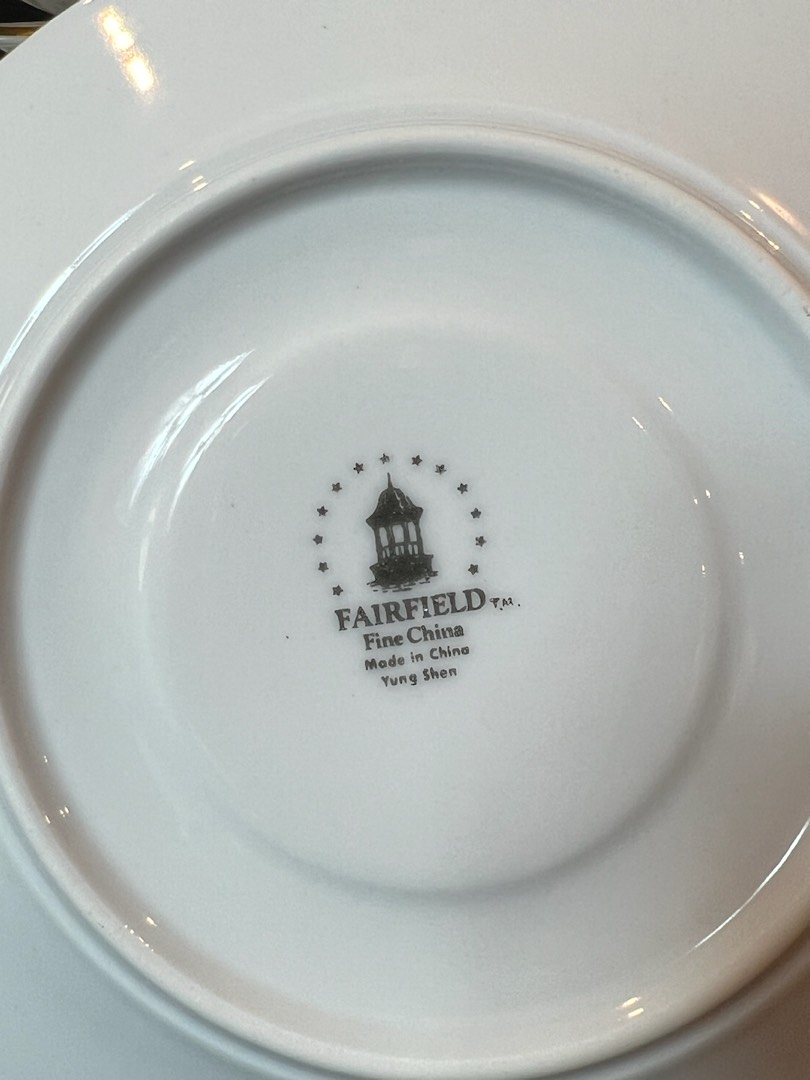 FAIRFIELD
Fine China
Made in China
Yung Shen